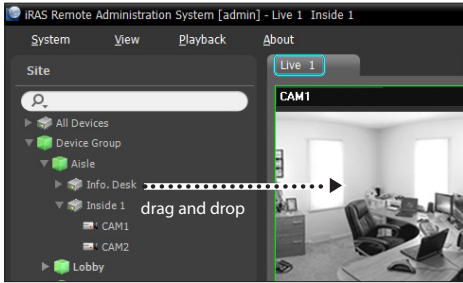 iRAS Remote Administration System [admin] - Live 1 Inside 1
System View Playback About
Site
Live 1
CAM1
All Devices
Device Group
Aisle
Info. Desk
drag and drop
Inside 1
CAM1
CAM2
Lobby